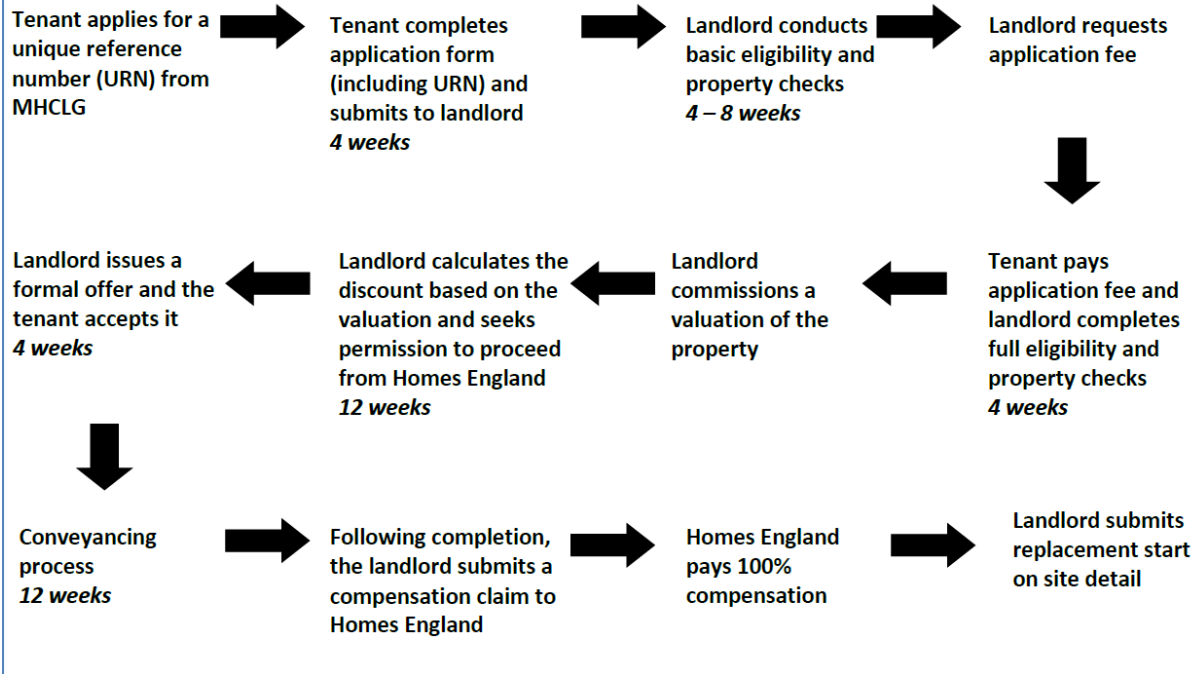 Tenant applies for a
unique reference
number (URN) from
MHCLG
Tenant completes
application form
(including URN) and
submits to landlord
4 weeks
Landlord conducts
basic eligibility and
property checks
4 – 8 weeks
Landlord requests
application fee
Tenant pays
application fee and
landlord completes
full eligibility and
property checks
4 weeks
Landlord
commissions a
valuation of the
property
Landlord calculates the
discount based on the
valuation and seeks
permission to proceed
from Homes England
12 weeks
Landlord issues a
formal offer and the
tenant accepts it
4 weeks
Conveyancing
process
12 weeks
Following completion,
the landlord submits a
compensation claim to
Homes England
Homes England
pays 100%
compensation
Landlord submits
replacement start
on site detail